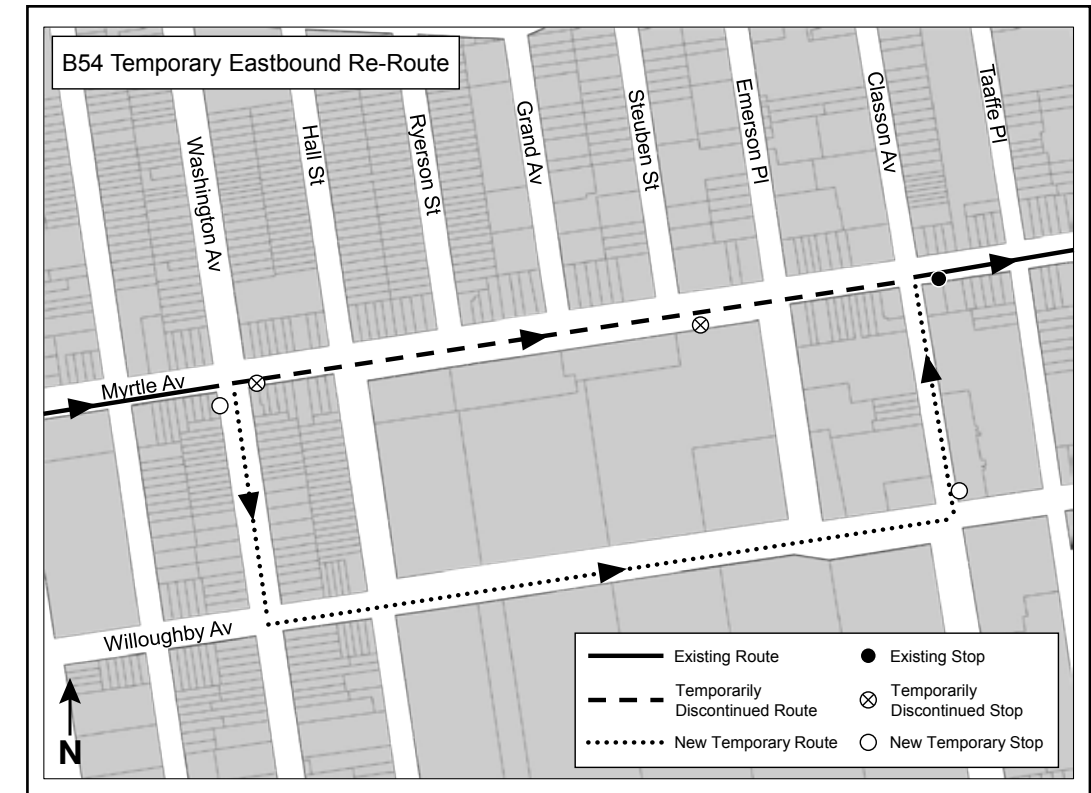 B54 Temporary Eastbound Re-Route
Washington Av
Hall St
Ryerson St
Grand Av
Steuben St
Emerson Pl
Classon Av
Taaffe Pl
Myrtle Av
Willoughby Av
N
Existing Route
Existing Stop
Temporarily
Discontinued Route
Temporarily
Discontinued Stop
New Temporary Route
New Temporary Stop